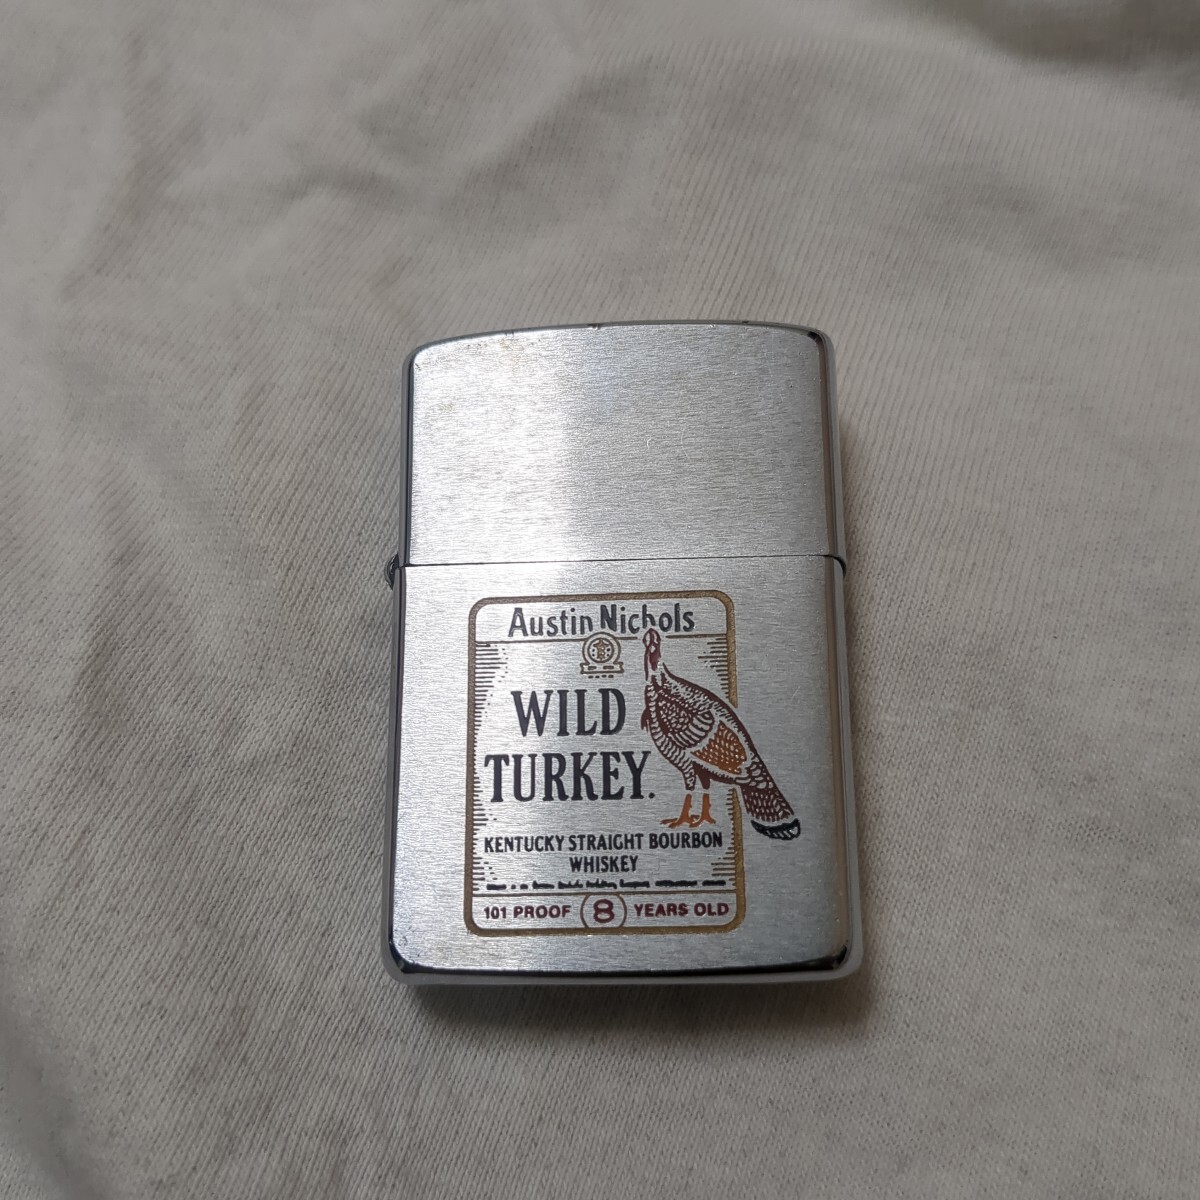 Austin Nichols
WILD
TURKEY.
KENTUCKY STRAIGHT BOURBON
WHISKEY
101 PROOF 8 YEARS OLD